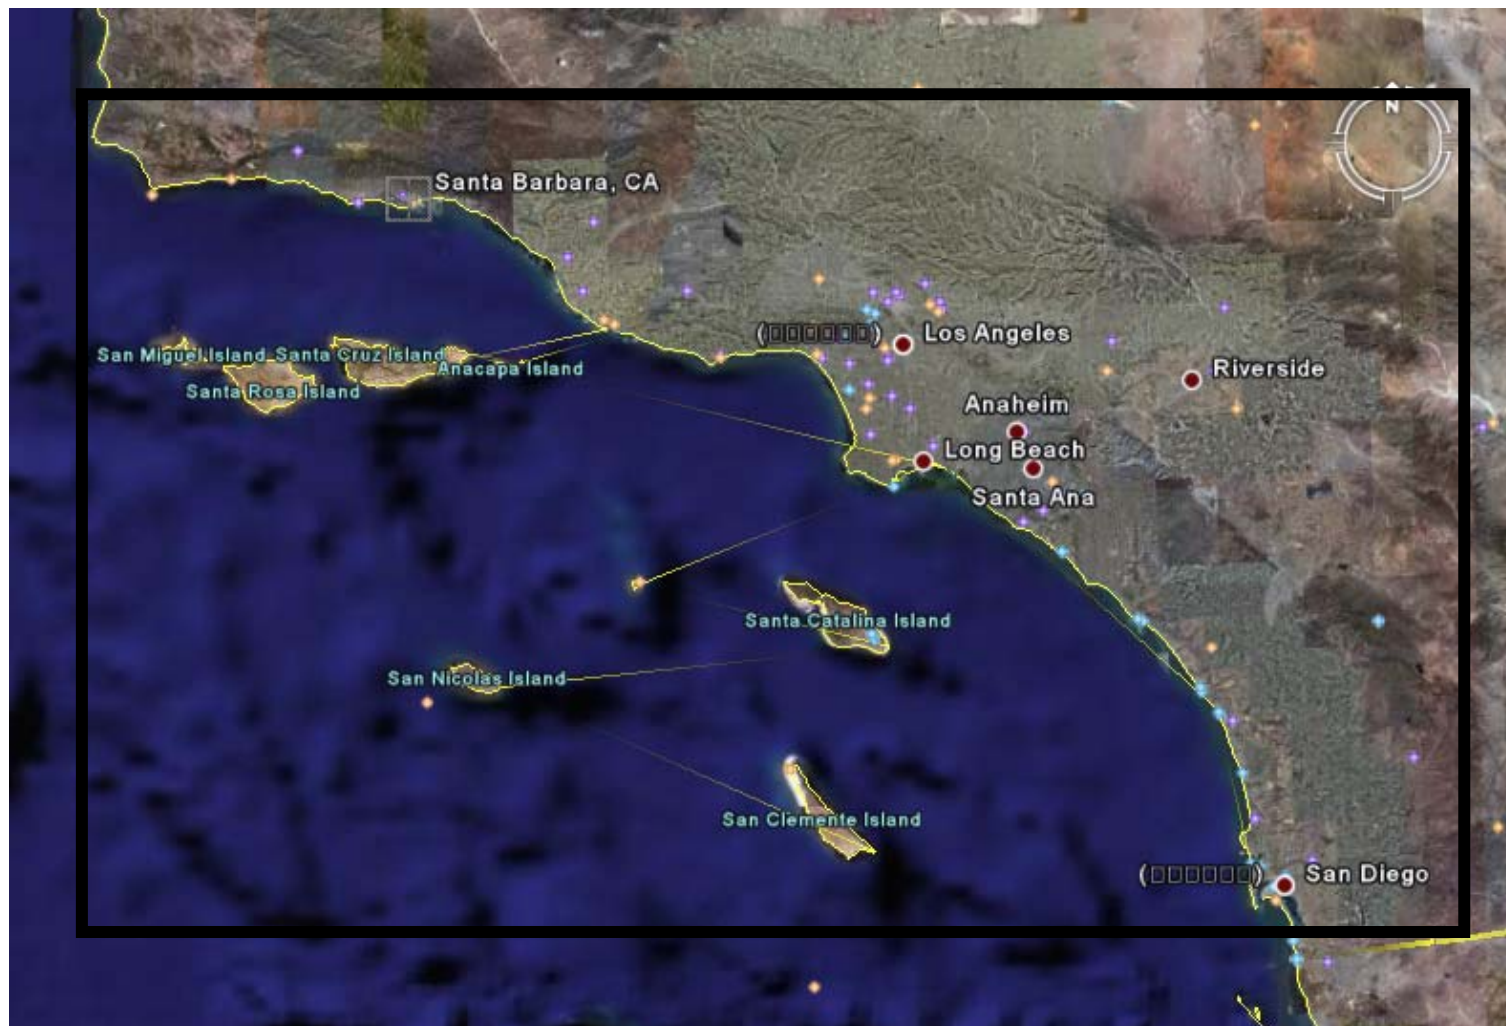 N
Santa Barbara, CA
(□□□□□□) Los Angeles
San Miguel Island Santa Cruz Island
Anacapa Island
Riverside
Santa Rosa Island
Anaheim
Long Beach
Santa Ana
Santa Catalina Island
San Nicolas Island
San Clemente Island
(□□□□□□) San Diego